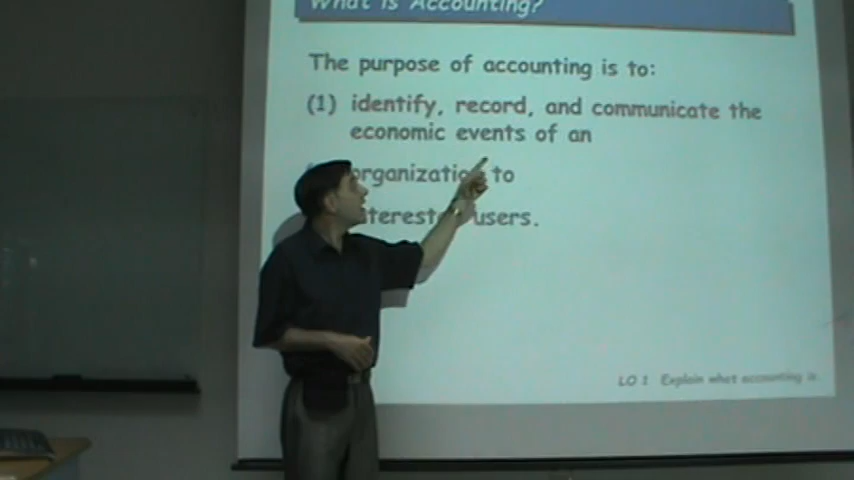 What is Accounting?
The purpose of accounting is to:
(1) identify, record, and communicate the
economic events of an
organization to
users.
LO 1 Explain what accounting is.